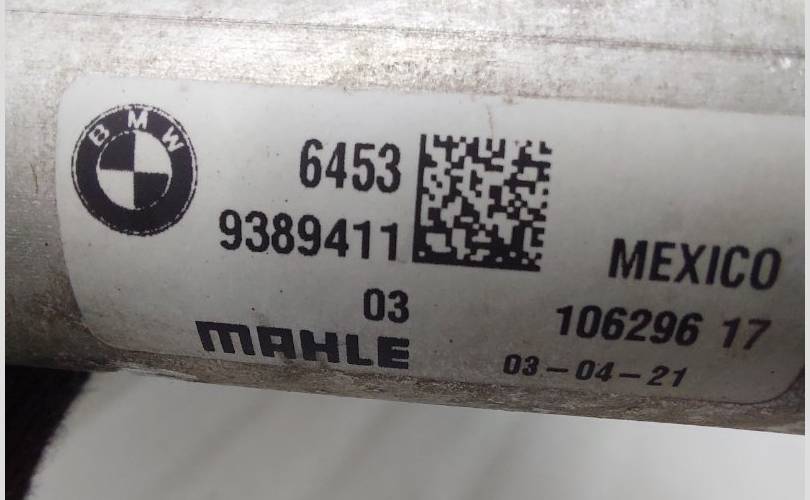 BMW
6453
9389411
03
MAHLE
MEXICO
106296 17
03-04-21